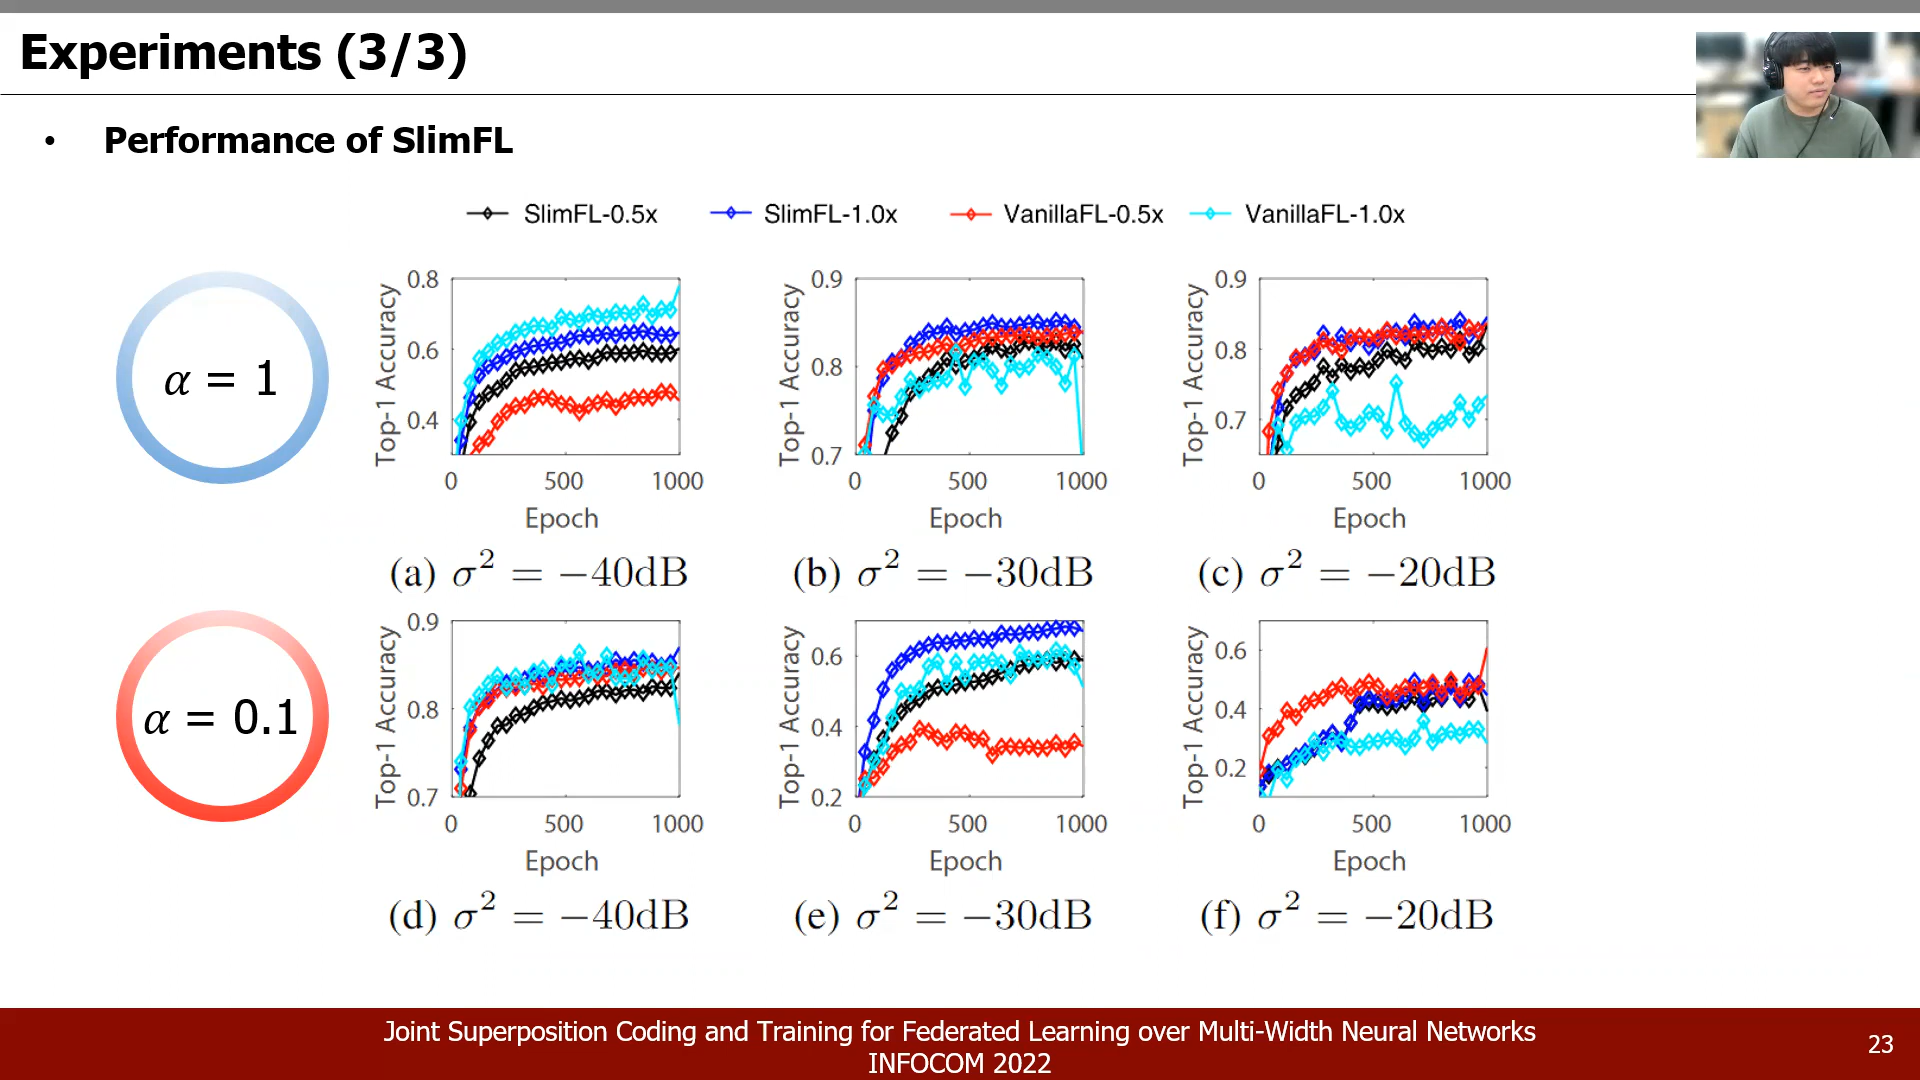 Experiments (3/3)
• Performance of SlimFL
SlimFL-0.5x SlimFL-1.0x VanillaFL-0.5x VanillaFL-1.0x
α = 1
Top-1 Accuracy
0.8
0.6
0.4
0 500 1000
Epoch
(a) σ² = −40dB
Top-1 Accuracy
0.9
0.8
0.7
0 500 1000
Epoch
(b) σ² = −30dB
Top-1 Accuracy
0.9
0.8
0.7
0 500 1000
Epoch
(c) σ² = −20dB
α = 0.1
Top-1 Accuracy
0.9
0.8
0.7
0 500 1000
Epoch
(d) σ² = −40dB
Top-1 Accuracy
0.6
0.4
0.2
0 500 1000
Epoch
(e) σ² = −30dB
Top-1 Accuracy
0.6
0.4
0.2
0 500 1000
Epoch
(f) σ² = −20dB
Joint Superposition Coding and Training for Federated Learning over Multi-Width Neural Networks
INFOCOM 2022
23